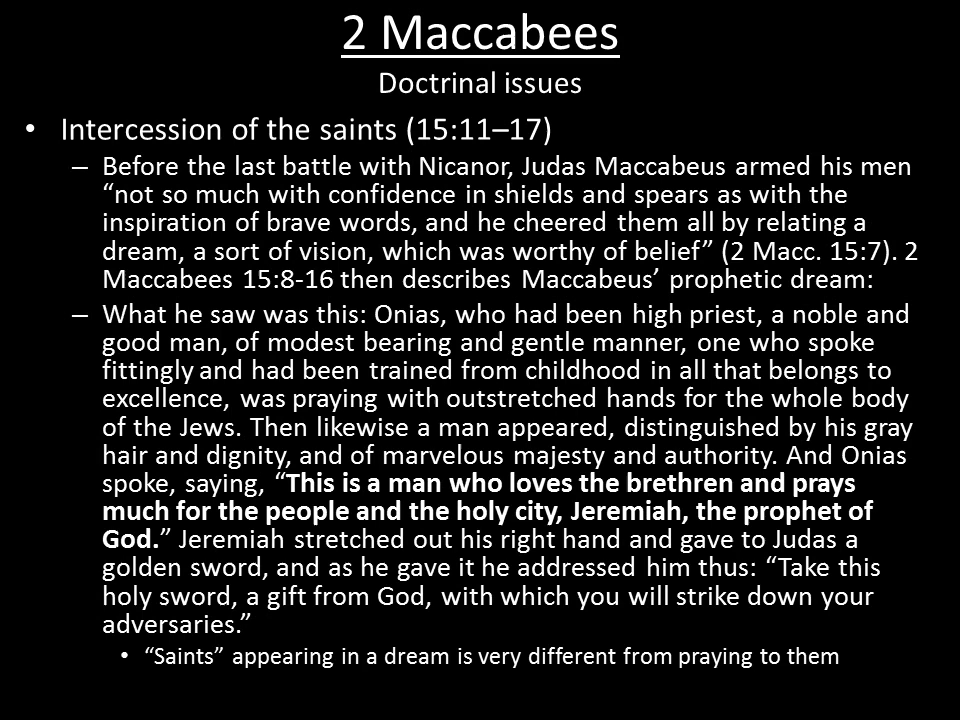 2 Maccabees
Doctrinal issues
• Intercession of the saints (15:11–17)
– Before the last battle with Nicanor, Judas Maccabeus armed his men
“not so much with confidence in shields and spears as with the
inspiration of brave words, and he cheered them all by relating a
dream, a sort of vision, which was worthy of belief” (2 Macc. 15:7). 2
Maccabees 15:8-16 then describes Maccabeus’ prophetic dream:
– What he saw was this: Onias, who had been high priest, a noble and
good man, of modest bearing and gentle manner, one who spoke
fittingly and had been trained from childhood in all that belongs to
excellence, was praying with outstretched hands for the whole body
of the Jews. Then likewise a man appeared, distinguished by his gray
hair and dignity, and of marvelous majesty and authority. And Onias
spoke, saying, “This is a man who loves the brethren and prays
much for the people and the holy city, Jeremiah, the prophet of
God.” Jeremiah stretched out his right hand and gave to Judas a
golden sword, and as he gave it he addressed him thus: “Take this
holy sword, a gift from God, with which you will strike down your
adversaries.”
• “Saints” appearing in a dream is very different from praying to them